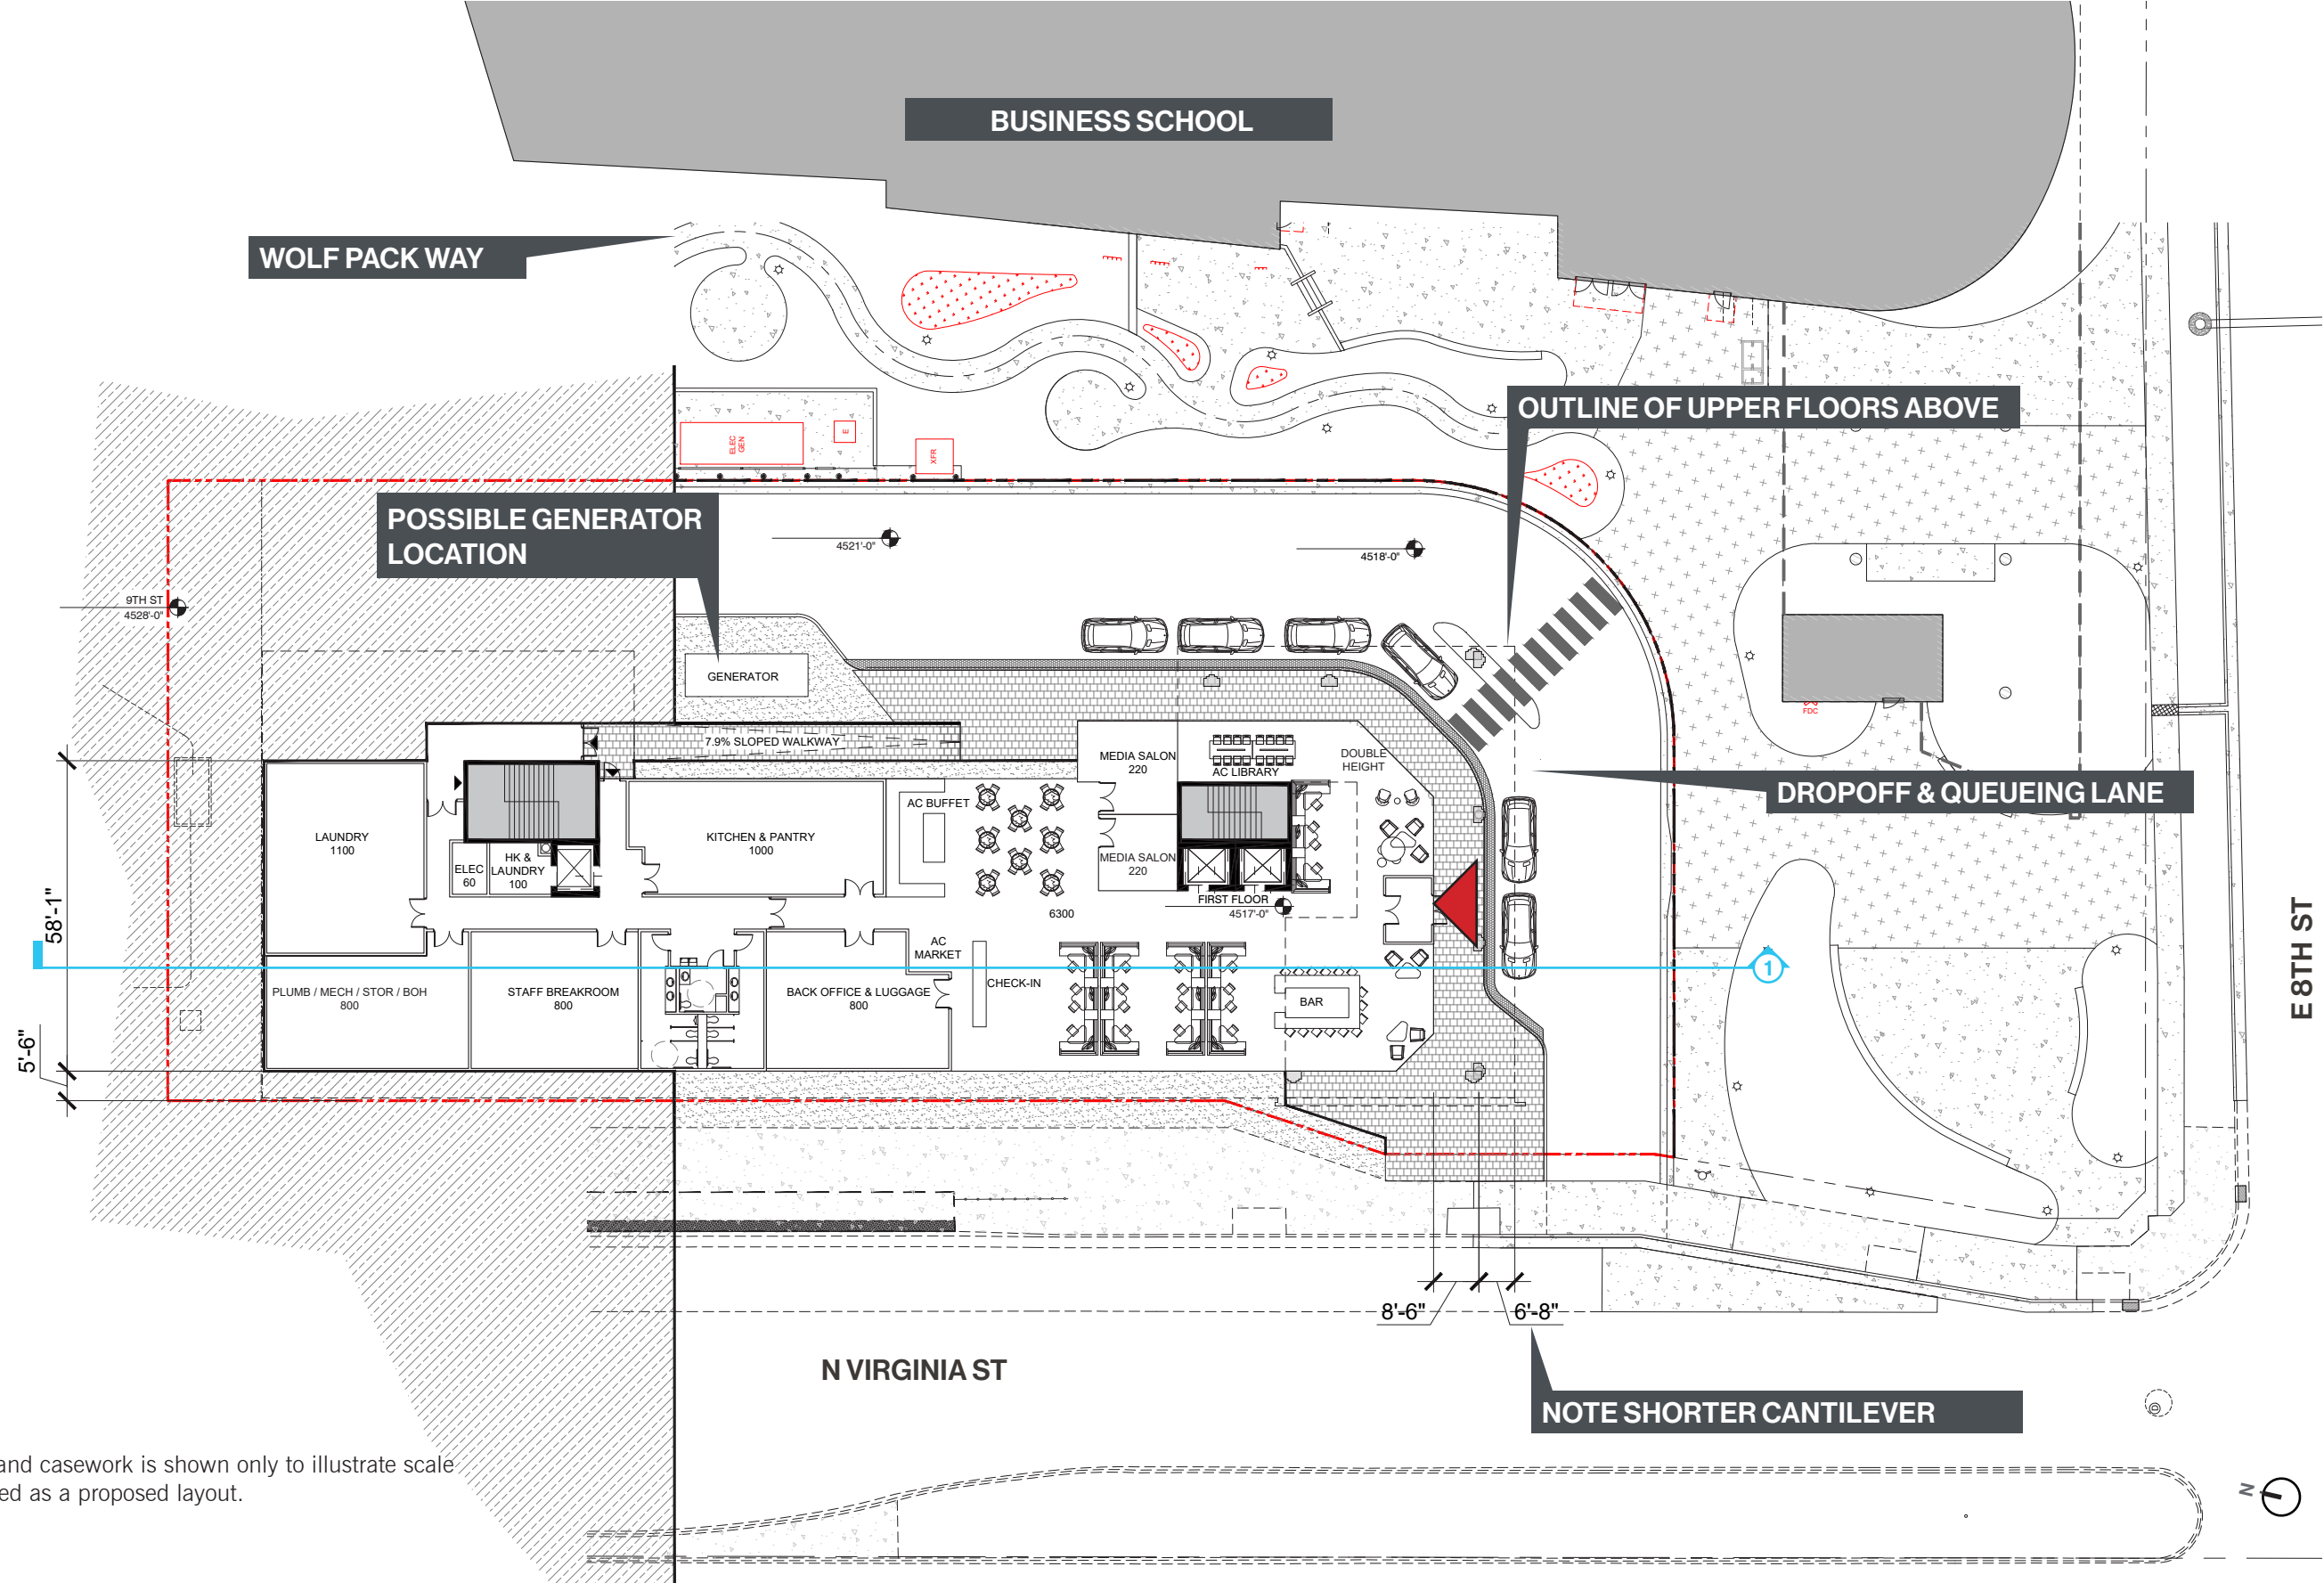 BUSINESS SCHOOL
WOLF PACK WAY
OUTLINE OF UPPER FLOORS ABOVE
ELEC
GEN
E
XFR
POSSIBLE GENERATOR
LOCATION
4521'-0"
4518'-0"
9TH ST
4528'-0"
GENERATOR
FDC
7.9% SLOPED WALKWAY
MEDIA SALON
220
AC LIBRARY
DOUBLE
HEIGHT
DROPOFF & QUEUEING LANE
AC BUFFET
LAUNDRY
1100
KITCHEN & PANTRY
1000
ELEC
60
HK &
LAUNDRY
100
MEDIA SALON
220
FIRST FLOOR
4517'-0"
6300
58'-1"
AC
MARKET
CHECK-IN
1
E 8TH ST
PLUMB / MECH / STOR / BOH
800
STAFF BREAKROOM
800
BACK OFFICE & LUGGAGE
800
BAR
5'-6"
8'-6"
6'-8"
N VIRGINIA ST
NOTE SHORTER CANTILEVER
D
and casework is shown only to illustrate scale
ed as a proposed layout.
N